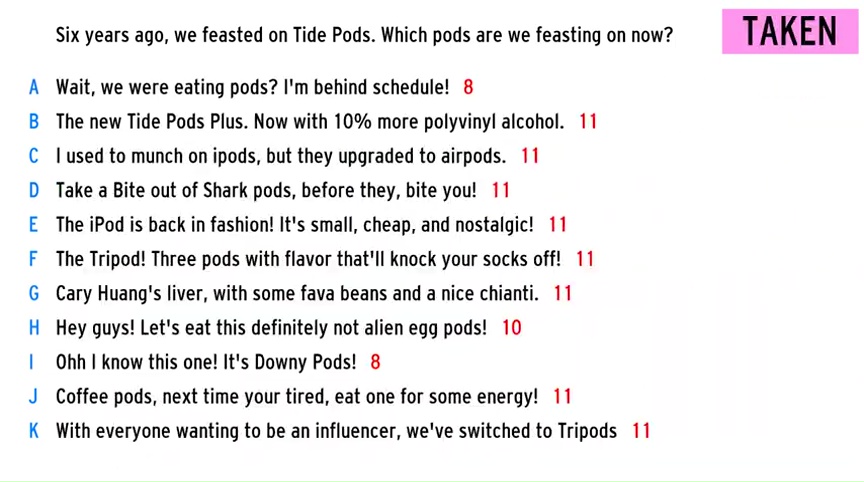 Six years ago, we feasted on Tide Pods. Which pods are we feasting on now?
TAKEN
A Wait, we were eating pods? I'm behind schedule! 8
B The new Tide Pods Plus. Now with 10% more polyvinyl alcohol. 11
C I used to munch on ipods, but they upgraded to airpods. 11
D Take a Bite out of Shark pods, before they, bite you! 11
E The iPod is back in fashion! It's small, cheap, and nostalgic! 11
F The Tripod! Three pods with flavor that'll knock your socks off! 11
G Cary Huang's liver, with some fava beans and a nice chianti. 11
H Hey guys! Let's eat this definitely not alien egg pods! 10
I Ohh I know this one! It's Downy Pods! 8
J Coffee pods, next time your tired, eat one for some energy! 11
K With everyone wanting to be an influencer, we've switched to Tripods 11